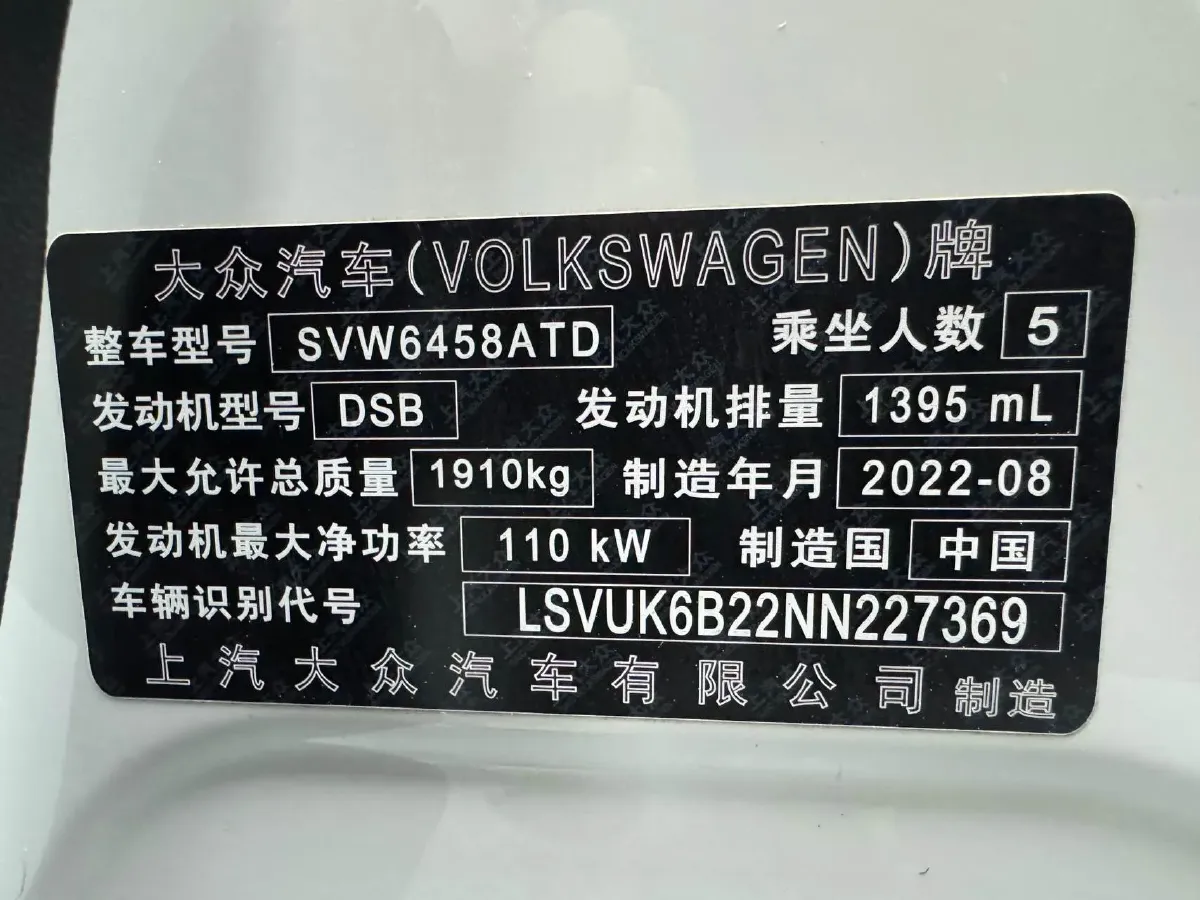 大众汽车(VOLKSWAGEN)牌
整车型号 SVW6458ATD 乘坐人数 5
发动机型号 DSB 发动机排量 1395 mL
最大允许总质量 1910kg 制造年月 2022-08
发动机最大净功率 110 kW 制造国 中国
车辆识别代号 LSVUK6B22NN227369
上汽大众汽车有限公司 制造